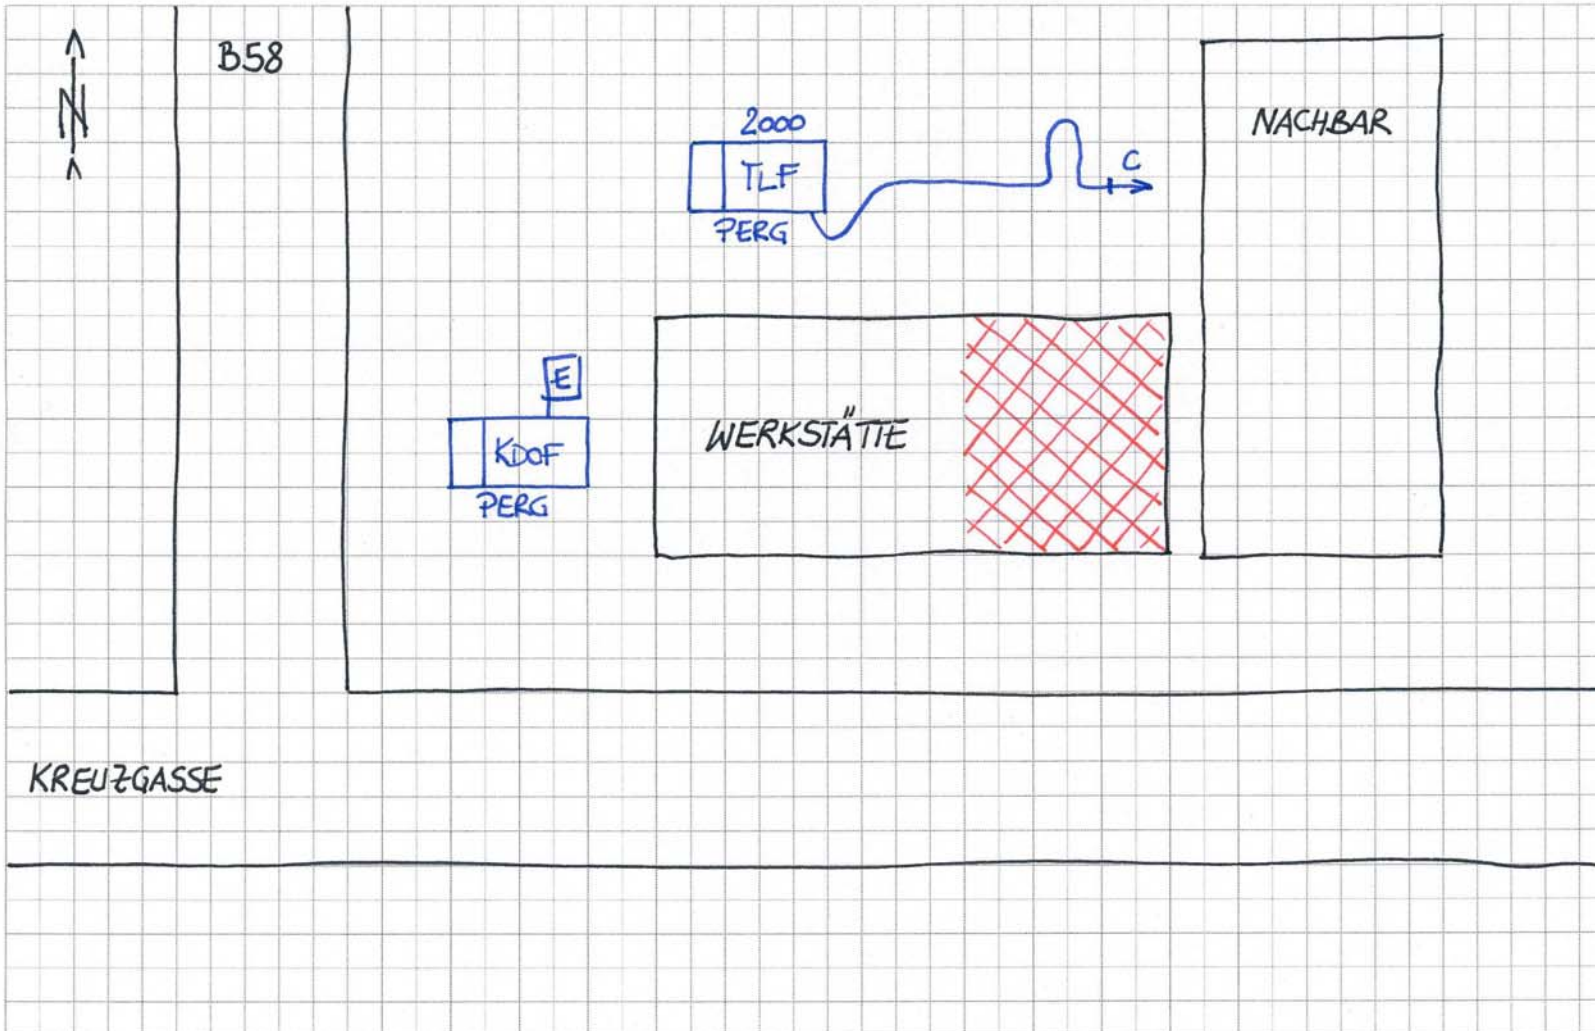 N
B58
NACHBAR
2000
TLF
C
PERG
E
WERKSTÄTTE
KDOF
PERG
KREUZGASSE